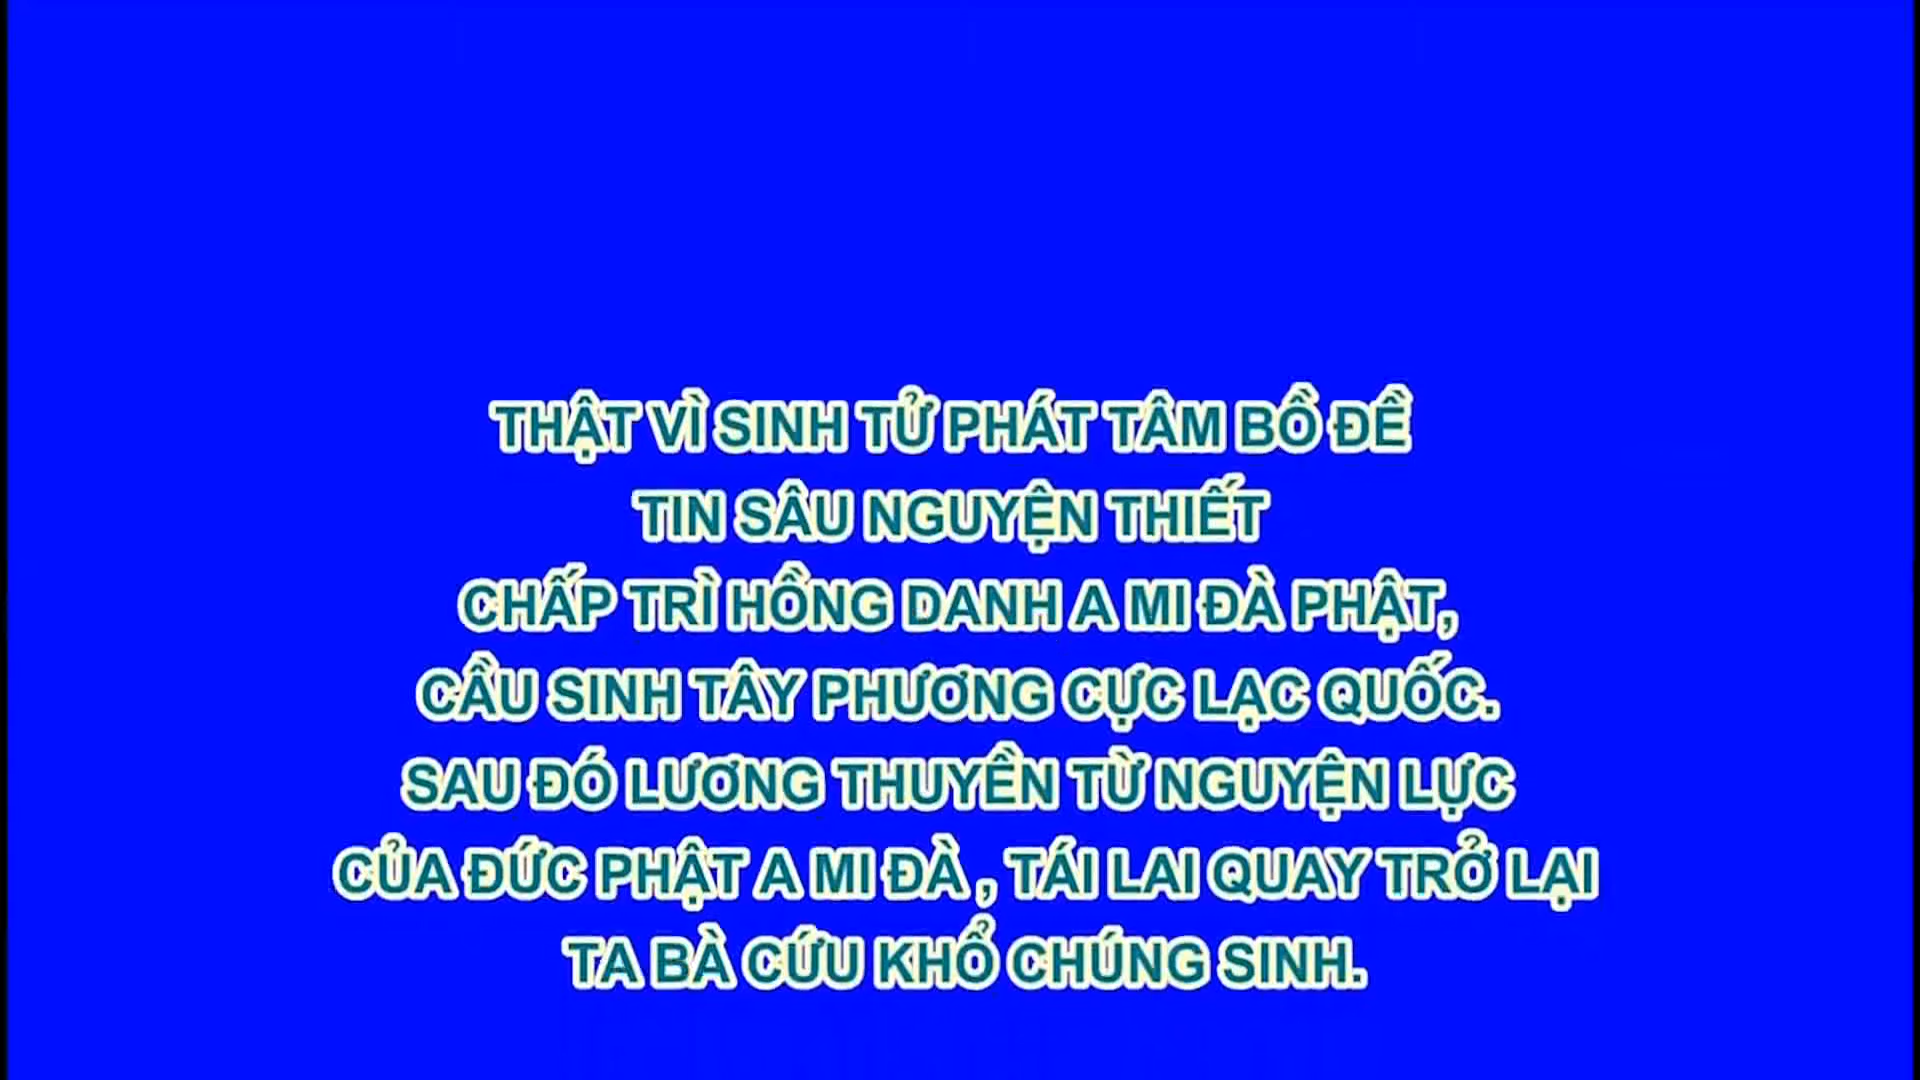 THẬT VÌ SINH TỬ PHÁT TÂM BỒ ĐỀ
TIN SÂU NGUYỆN THIẾT
CHẤP TRÌ HỒNG DANH A MI ĐÀ PHẬT,
CẦU SINH TÂY PHƯƠNG CỰC LẠC QUỐC.
SAU ĐÓ LƯƠNG THUYỀN TỪ NGUYỆN LỰC
CỦA ĐỨC PHẬT A MI ĐÀ , TÁI LAI QUAY TRỞ LẠI
TA BÀ CỨU KHỔ CHÚNG SINH.